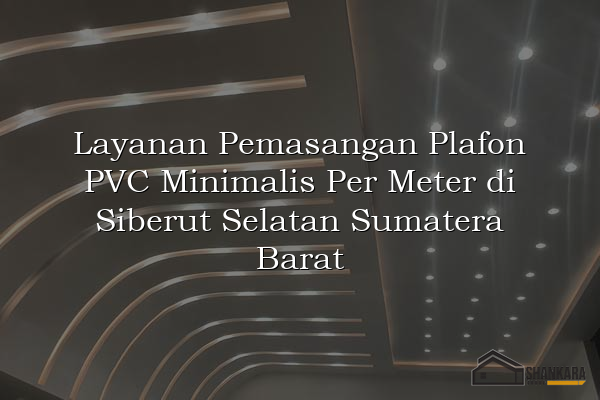 Layanan Pemasangan Plafon
PVC Minimalis Per Meter di
Siberut Selatan Sumatera
Barat
SHANKARA